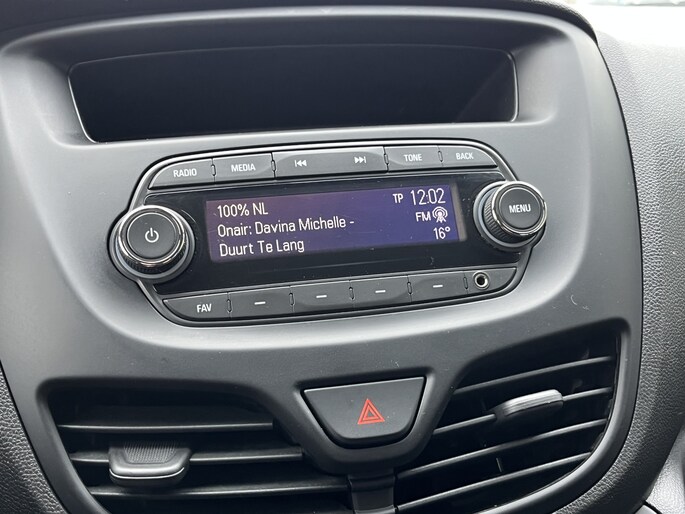 RADIO MEDIA TONE BACK
100% NL TP 12:02
Onair: Davina Michelle - FM
Duurt Te Lang 16°
MENU
FAV